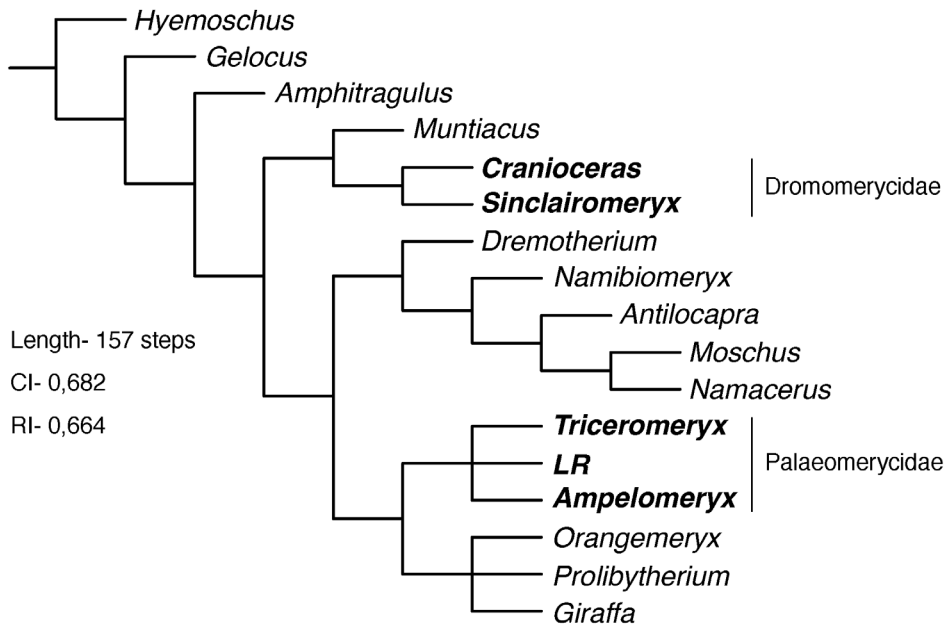 Hyemoschus
Gelocus
Amphitragulus
Muntiacus
Cranioceras
Sinclairomeryx
Dromomerycidae
Dremotherium
Namibiomeryx
Antilocapra
Moschus
Namacerus
Length- 157 steps
CI- 0,682
RI- 0,664
Triceromeryx
LR
Ampelomeryx
Palaeomerycidae
Orangemeryx
Prolibytherium
Giraffa